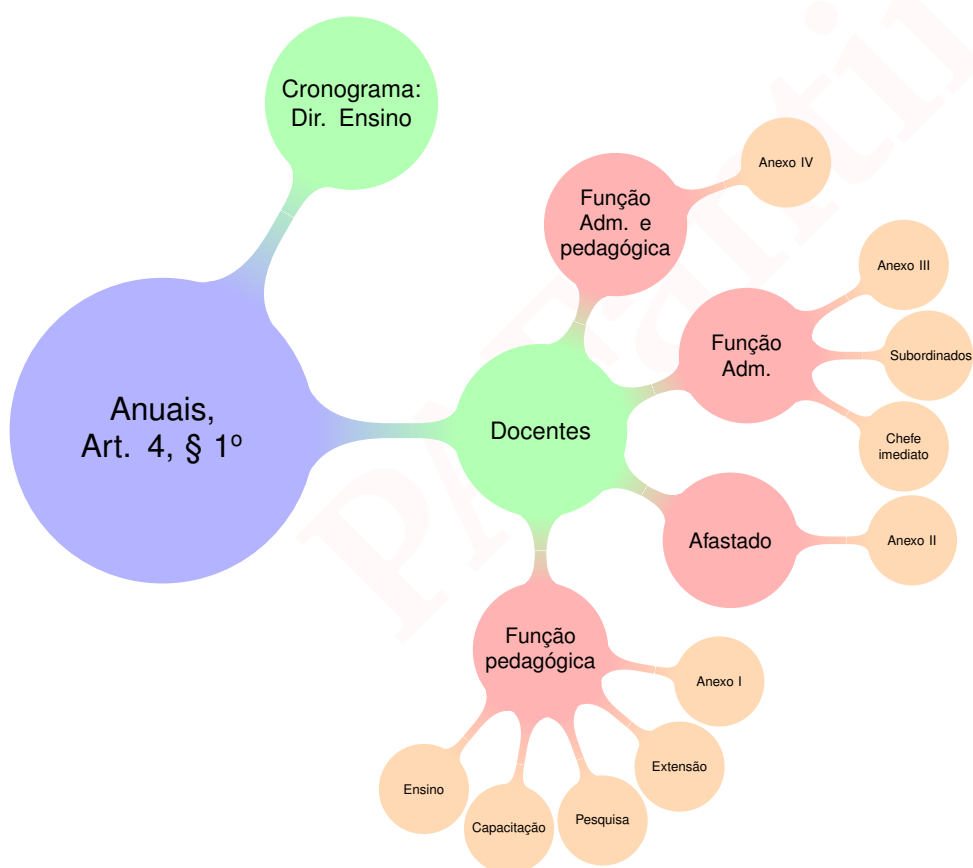 Cronograma:
Dir. Ensino
Anexo IV
Função
Adm. e
pedagógica
Anexo III
Função
Adm.
Subordinados
Anuais,
Art. 4, § 1º
Docentes
Chefe
imediato
Afastado
Anexo II
Função
pedagógica
Anexo I
Extensão
Ensino
Capacitação
Pesquisa